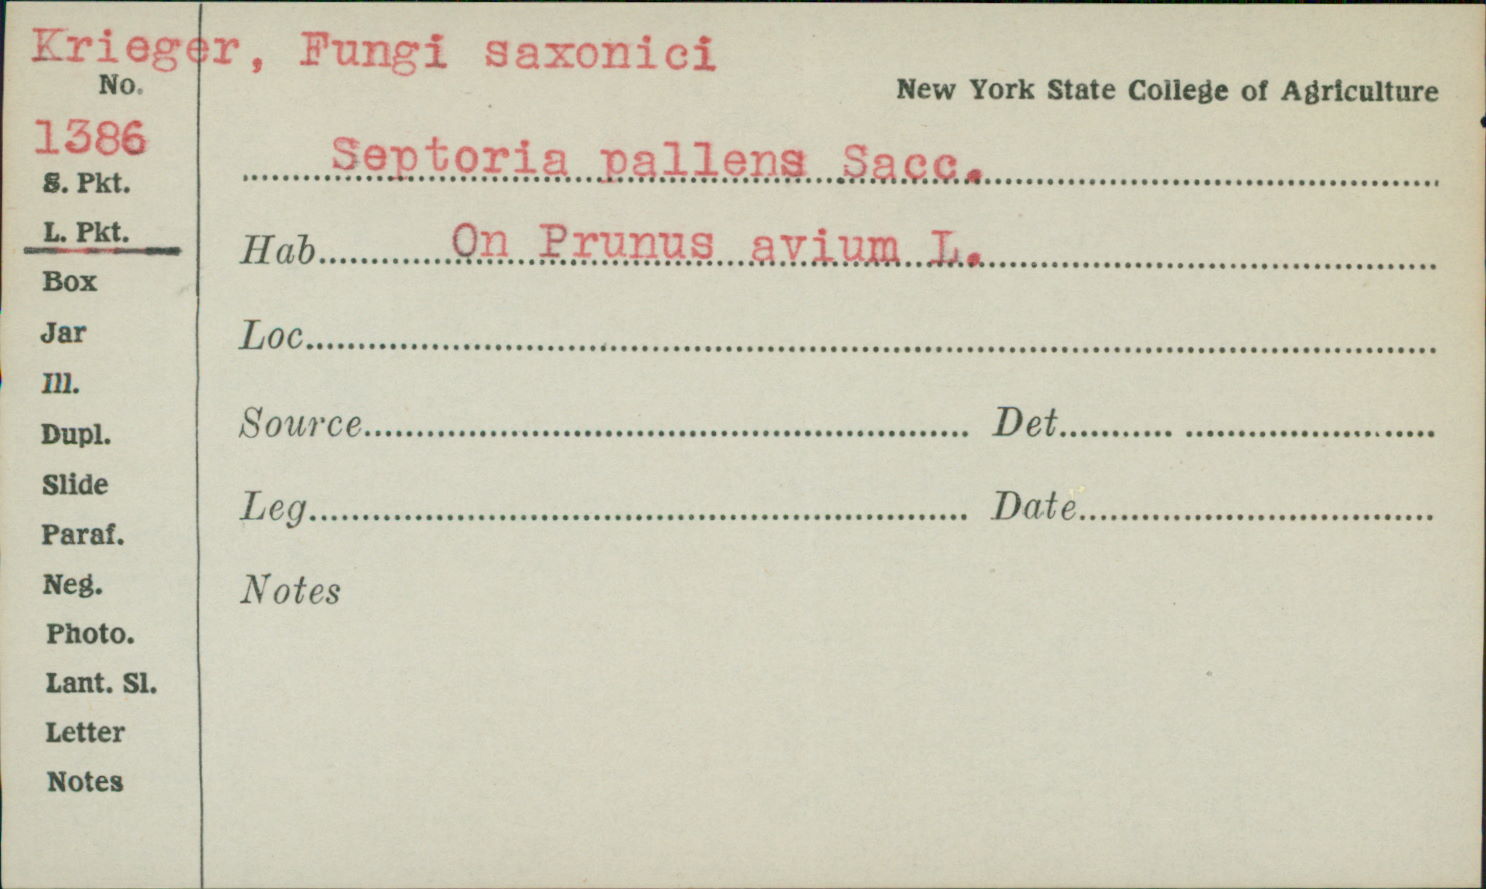 Krieger, Fungi saxonici
No.
New York State College of Agriculture
1386
Septoria pallens Sacc.
S. Pkt.
L. Pkt.
Hab. On Prunus avium L.
Box
Jar
Loc.
Ill.
Dupl.
Source Det.
Slide
Leg. Date
Paraf.
Neg.
Notes
Photo.
Lant. Sl.
Letter
Notes